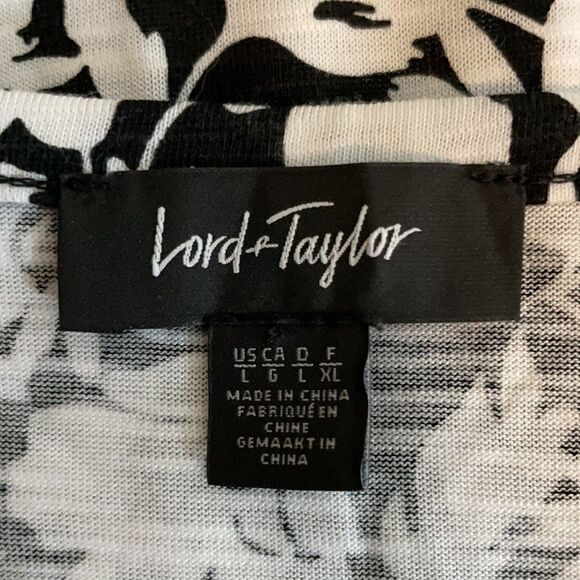 Lord + Taylor
US CA D F
L G L XL
MADE IN CHINA
FABRIQUÉ EN
CHINE
GEMAAKT IN
CHINA